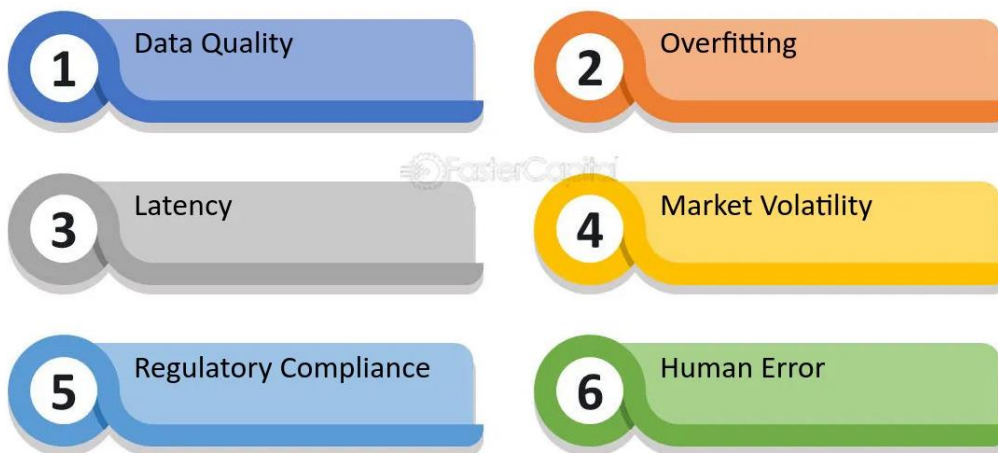 1
Data Quality
2
Overfitting
FasterCapital
3
Latency
4
Market Volatility
5
Regulatory Compliance
6
Human Error